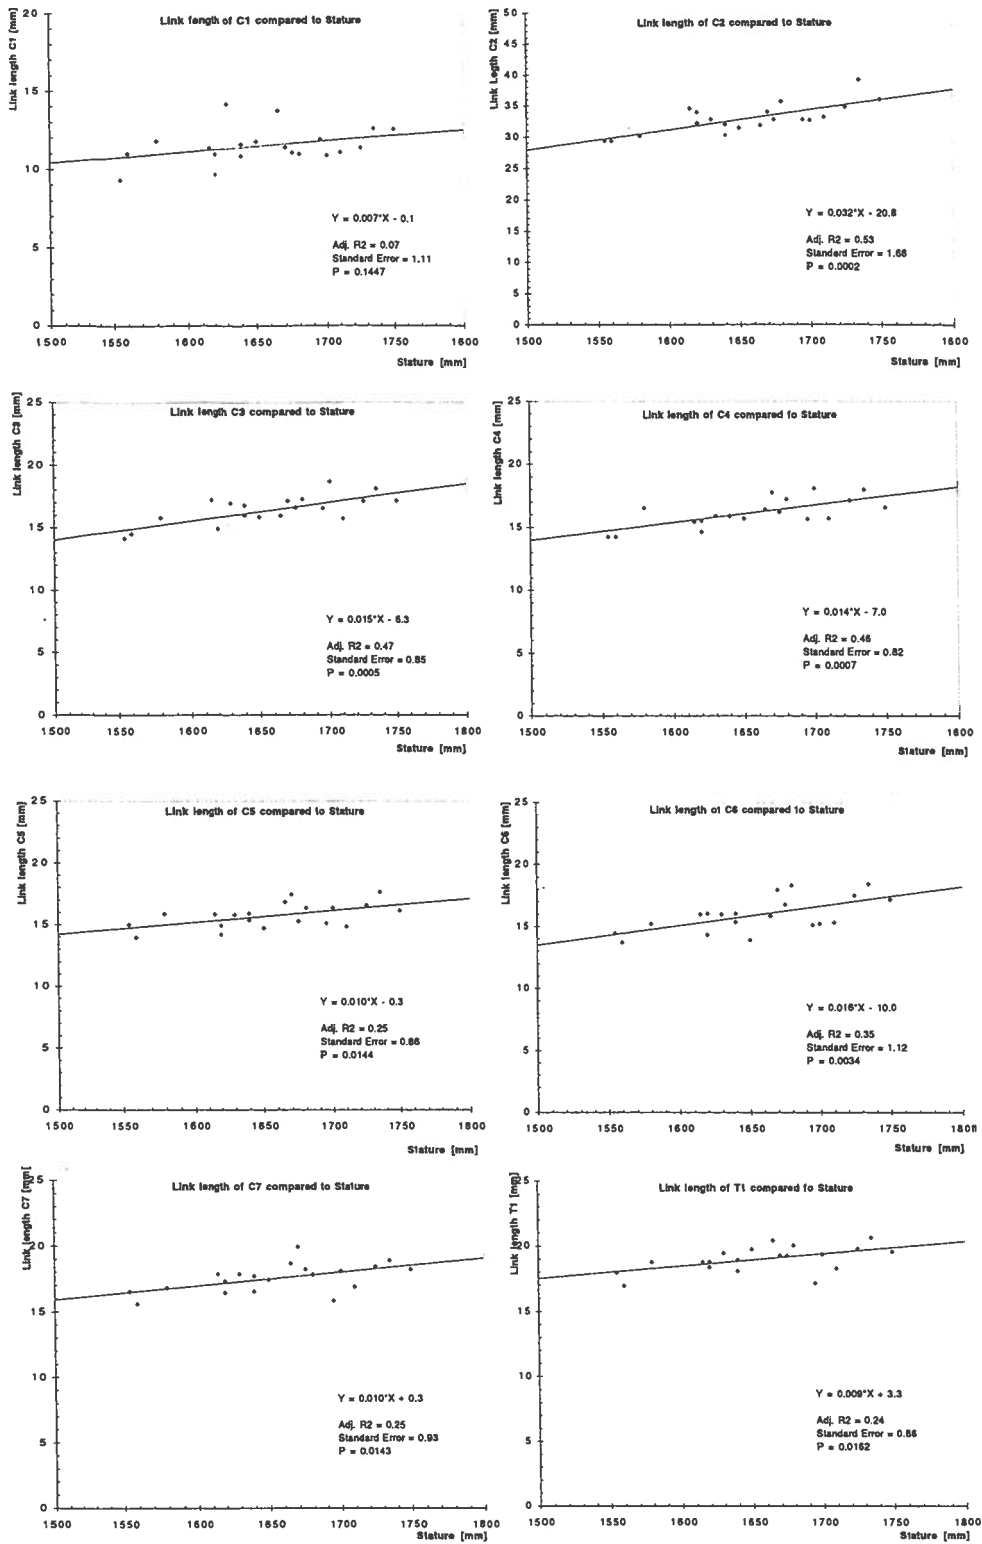 Link length of C1 compared to Stature
Link length C1 [mm]
20
15
10
5
0
1500 1550 1600 1650 1700 1750 1800
Stature [mm]
Y = 0.007*X - 0.1
Adj. R2 = 0.07
Standard Error = 1.11
P = 0.1447
Link length of C2 compared to Stature
Link Legth C2 [mm]
50
45
40
35
30
25
20
15
10
5
0
1500 1550 1600 1650 1700 1750 1800
Stature [mm]
Y = 0.032*X - 20.8
Adj. R2 = 0.53
Standard Error = 1.66
P = 0.0002
Link length C3 compared to Stature
Link length C3 [mm]
25
20
15
10
5
0
1500 1550 1600 1650 1700 1750 1800
Stature [mm]
Y = 0.015*X - 6.3
Adj. R2 = 0.47
Standard Error = 0.85
P = 0.0005
Link length of C4 compared fo Stature
Link length C4 [mm]
25
20
15
10
5
0
1500 1550 1600 1650 1700 1750 1800
Stature [mm]
Y = 0.014*X - 7.0
Adj. R2 = 0.46
Standard Error = 0.82
P = 0.0007
Link length of C5 compared to Stature
Link length C5 [mm]
25
20
15
10
5
0
1500 1550 1600 1650 1700 1750 1800
Stature [mm]
Y = 0.010*X - 0.3
Adj. R2 = 0.25
Standard Error = 0.86
P = 0.0144
Link length of C6 compared to Stature
Link length C6 [mm]
25
20
15
10
5
0
1500 1550 1600 1650 1700 1750 1800
Stature [mm]
Y = 0.016*X - 10.0
Adj. R2 = 0.35
Standard Error = 1.12
P = 0.0034
Link length of C7 compared to Stature
Link length C7 [mm]
25
20
15
10
5
0
1500 1550 1600 1650 1700 1750 1800
Stature [mm]
Y = 0.010*X + 0.3
Adj. R2 = 0.25
Standard Error = 0.93
P = 0.0143
Link length of T1 compared fo Stature
Link length T1 [mm]
25
20
15
10
5
0
1500 1550 1600 1650 1700 1750 1800
Stature [mm]
Y = 0.009*X + 3.3
Adj. R2 = 0.24
Standard Error = 0.86
P = 0.0162